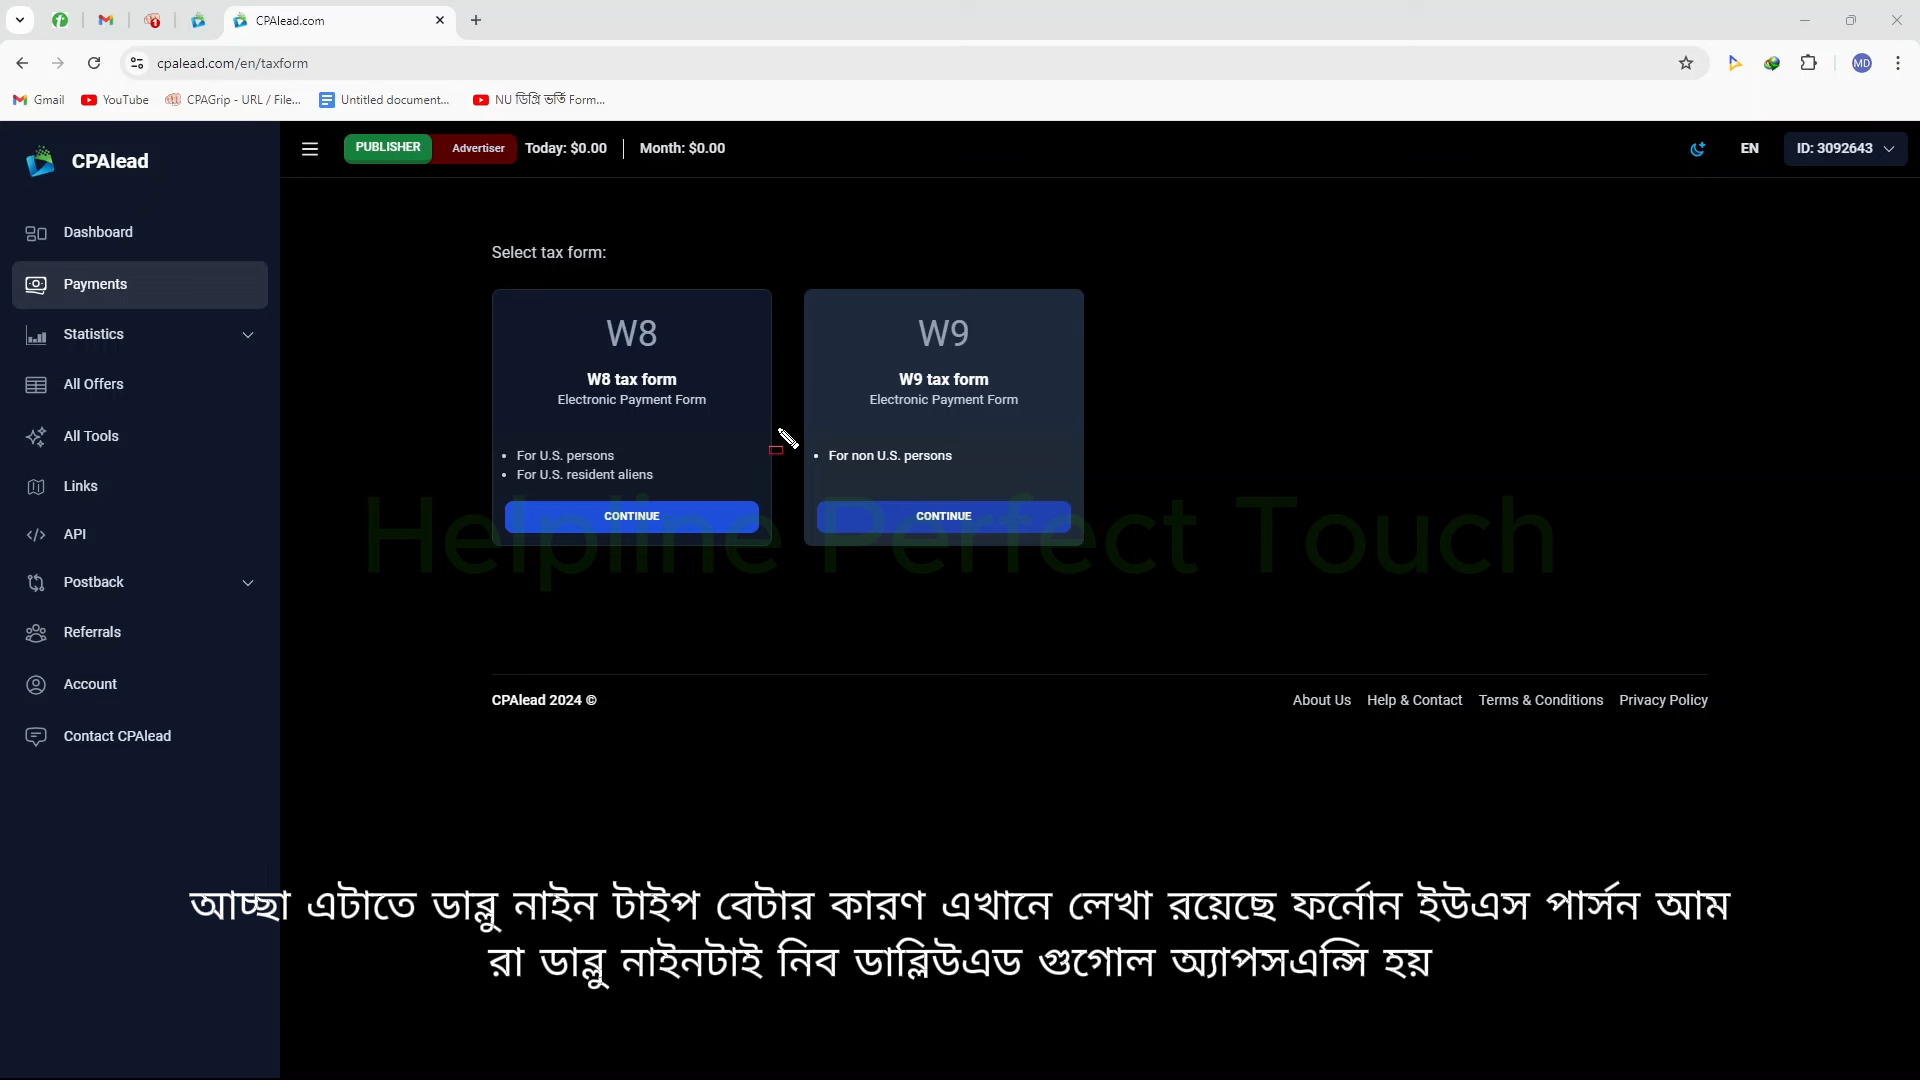 CPAlead.com
cpalead.com/en/taxform
Gmail
YouTube
CPAGrip - URL / File...
Untitled document...
NU ডিগ্রি ভর্তি Form...
CPAlead
PUBLISHER
Advertiser
Today: $0.00
Month: $0.00
EN
ID: 3092643
MD
Dashboard
Payments
Statistics
All Offers
All Tools
Links
API
Postback
Referrals
Account
Contact CPAlead
Select tax form:
W8
W8 tax form
Electronic Payment Form
For U.S. persons
For U.S. resident aliens
CONTINUE
W9
W9 tax form
Electronic Payment Form
For non U.S. persons
CONTINUE
Helpline Perfect Touch
CPAlead 2024 ©
About Us
Help & Contact
Terms & Conditions
Privacy Policy
আচ্ছা এটাতে ডাব্লু নাইন টাইপ বেটার কারণ এখানে লেখা রয়েছে ফর্নোন ইউএস পার্সন আম
রা ডাব্লু নাইনটাই নিব ডাব্লিউএড গুগোল অ্যাপসএন্সি হয়